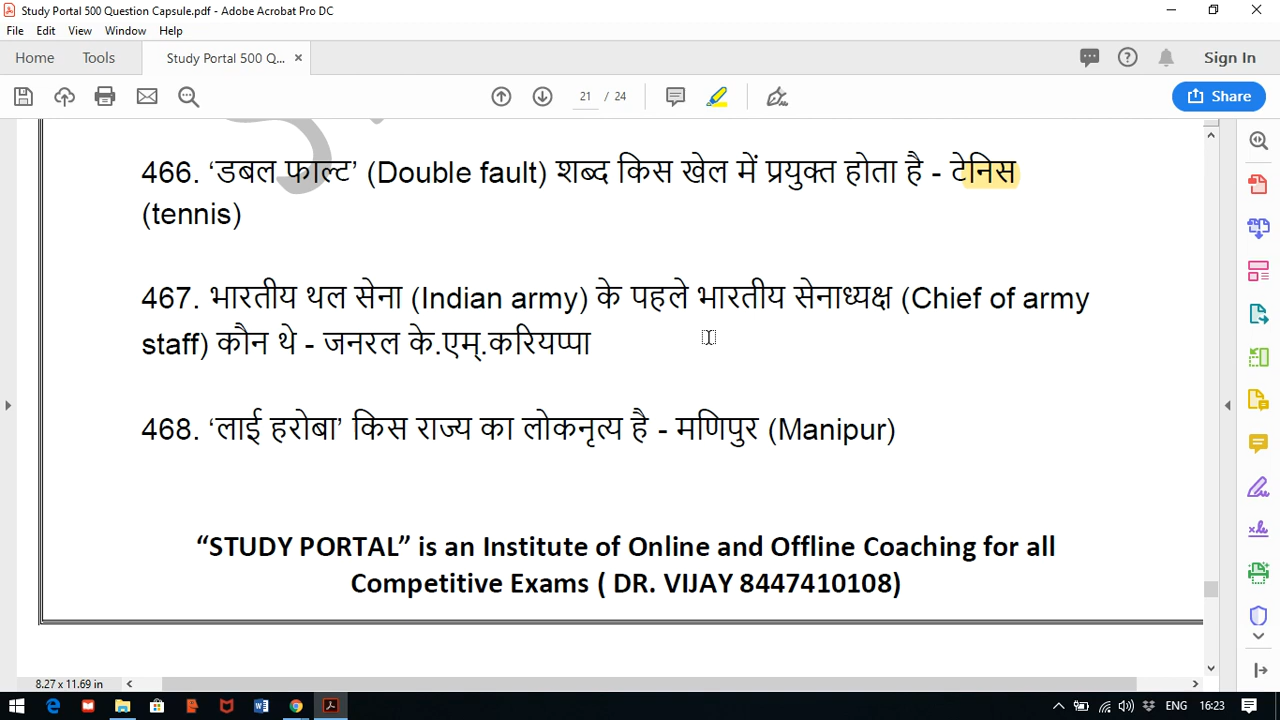 Study Portal 500 Question Capsule.pdf - Adobe Acrobat Pro DC
File Edit View Window Help
Home Tools Study Portal 500 Q... Sign In
21 / 24 Share
466. ‘डबल फाल्ट’ (Double fault) शब्द किस खेल में प्रयुक्त होता है - टेनिस
(tennis)
467. भारतीय थल सेना (Indian army) के पहले भारतीय सेनाध्यक्ष (Chief of army
staff) कौन थे - जनरल के.एम्.करियप्पा
468. ‘लाई हरोबा’ किस राज्य का लोकनृत्य है - मणिपुर (Manipur)
“STUDY PORTAL” is an Institute of Online and Offline Coaching for all
Competitive Exams ( DR. VIJAY 8447410108)
8.27 x 11.69 in
ENG 16:23